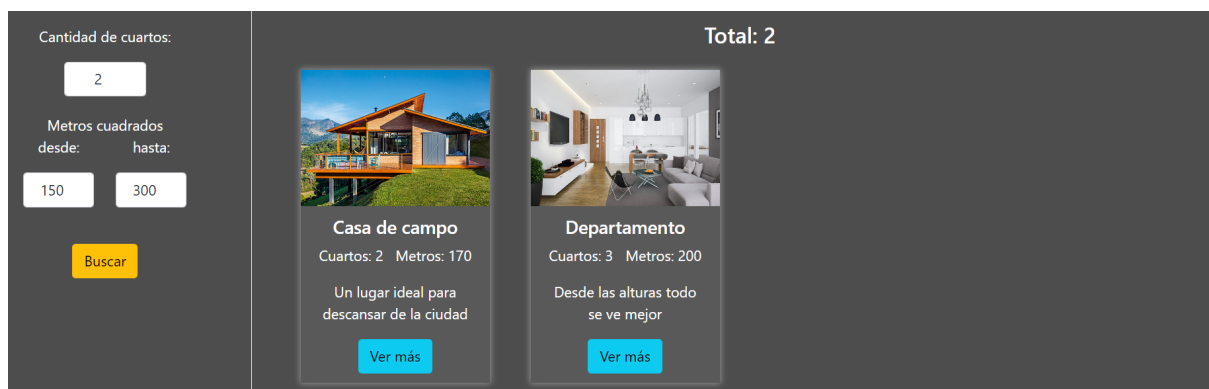 Cantidad de cuartos:
2
Metros cuadrados
desde: hasta:
150 300
Buscar
Total: 2
Casa de campo
Cuartos: 2 Metros: 170
Un lugar ideal para
descansar de la ciudad
Ver más
Departamento
Cuartos: 3 Metros: 200
Desde las alturas todo
se ve mejor
Ver más